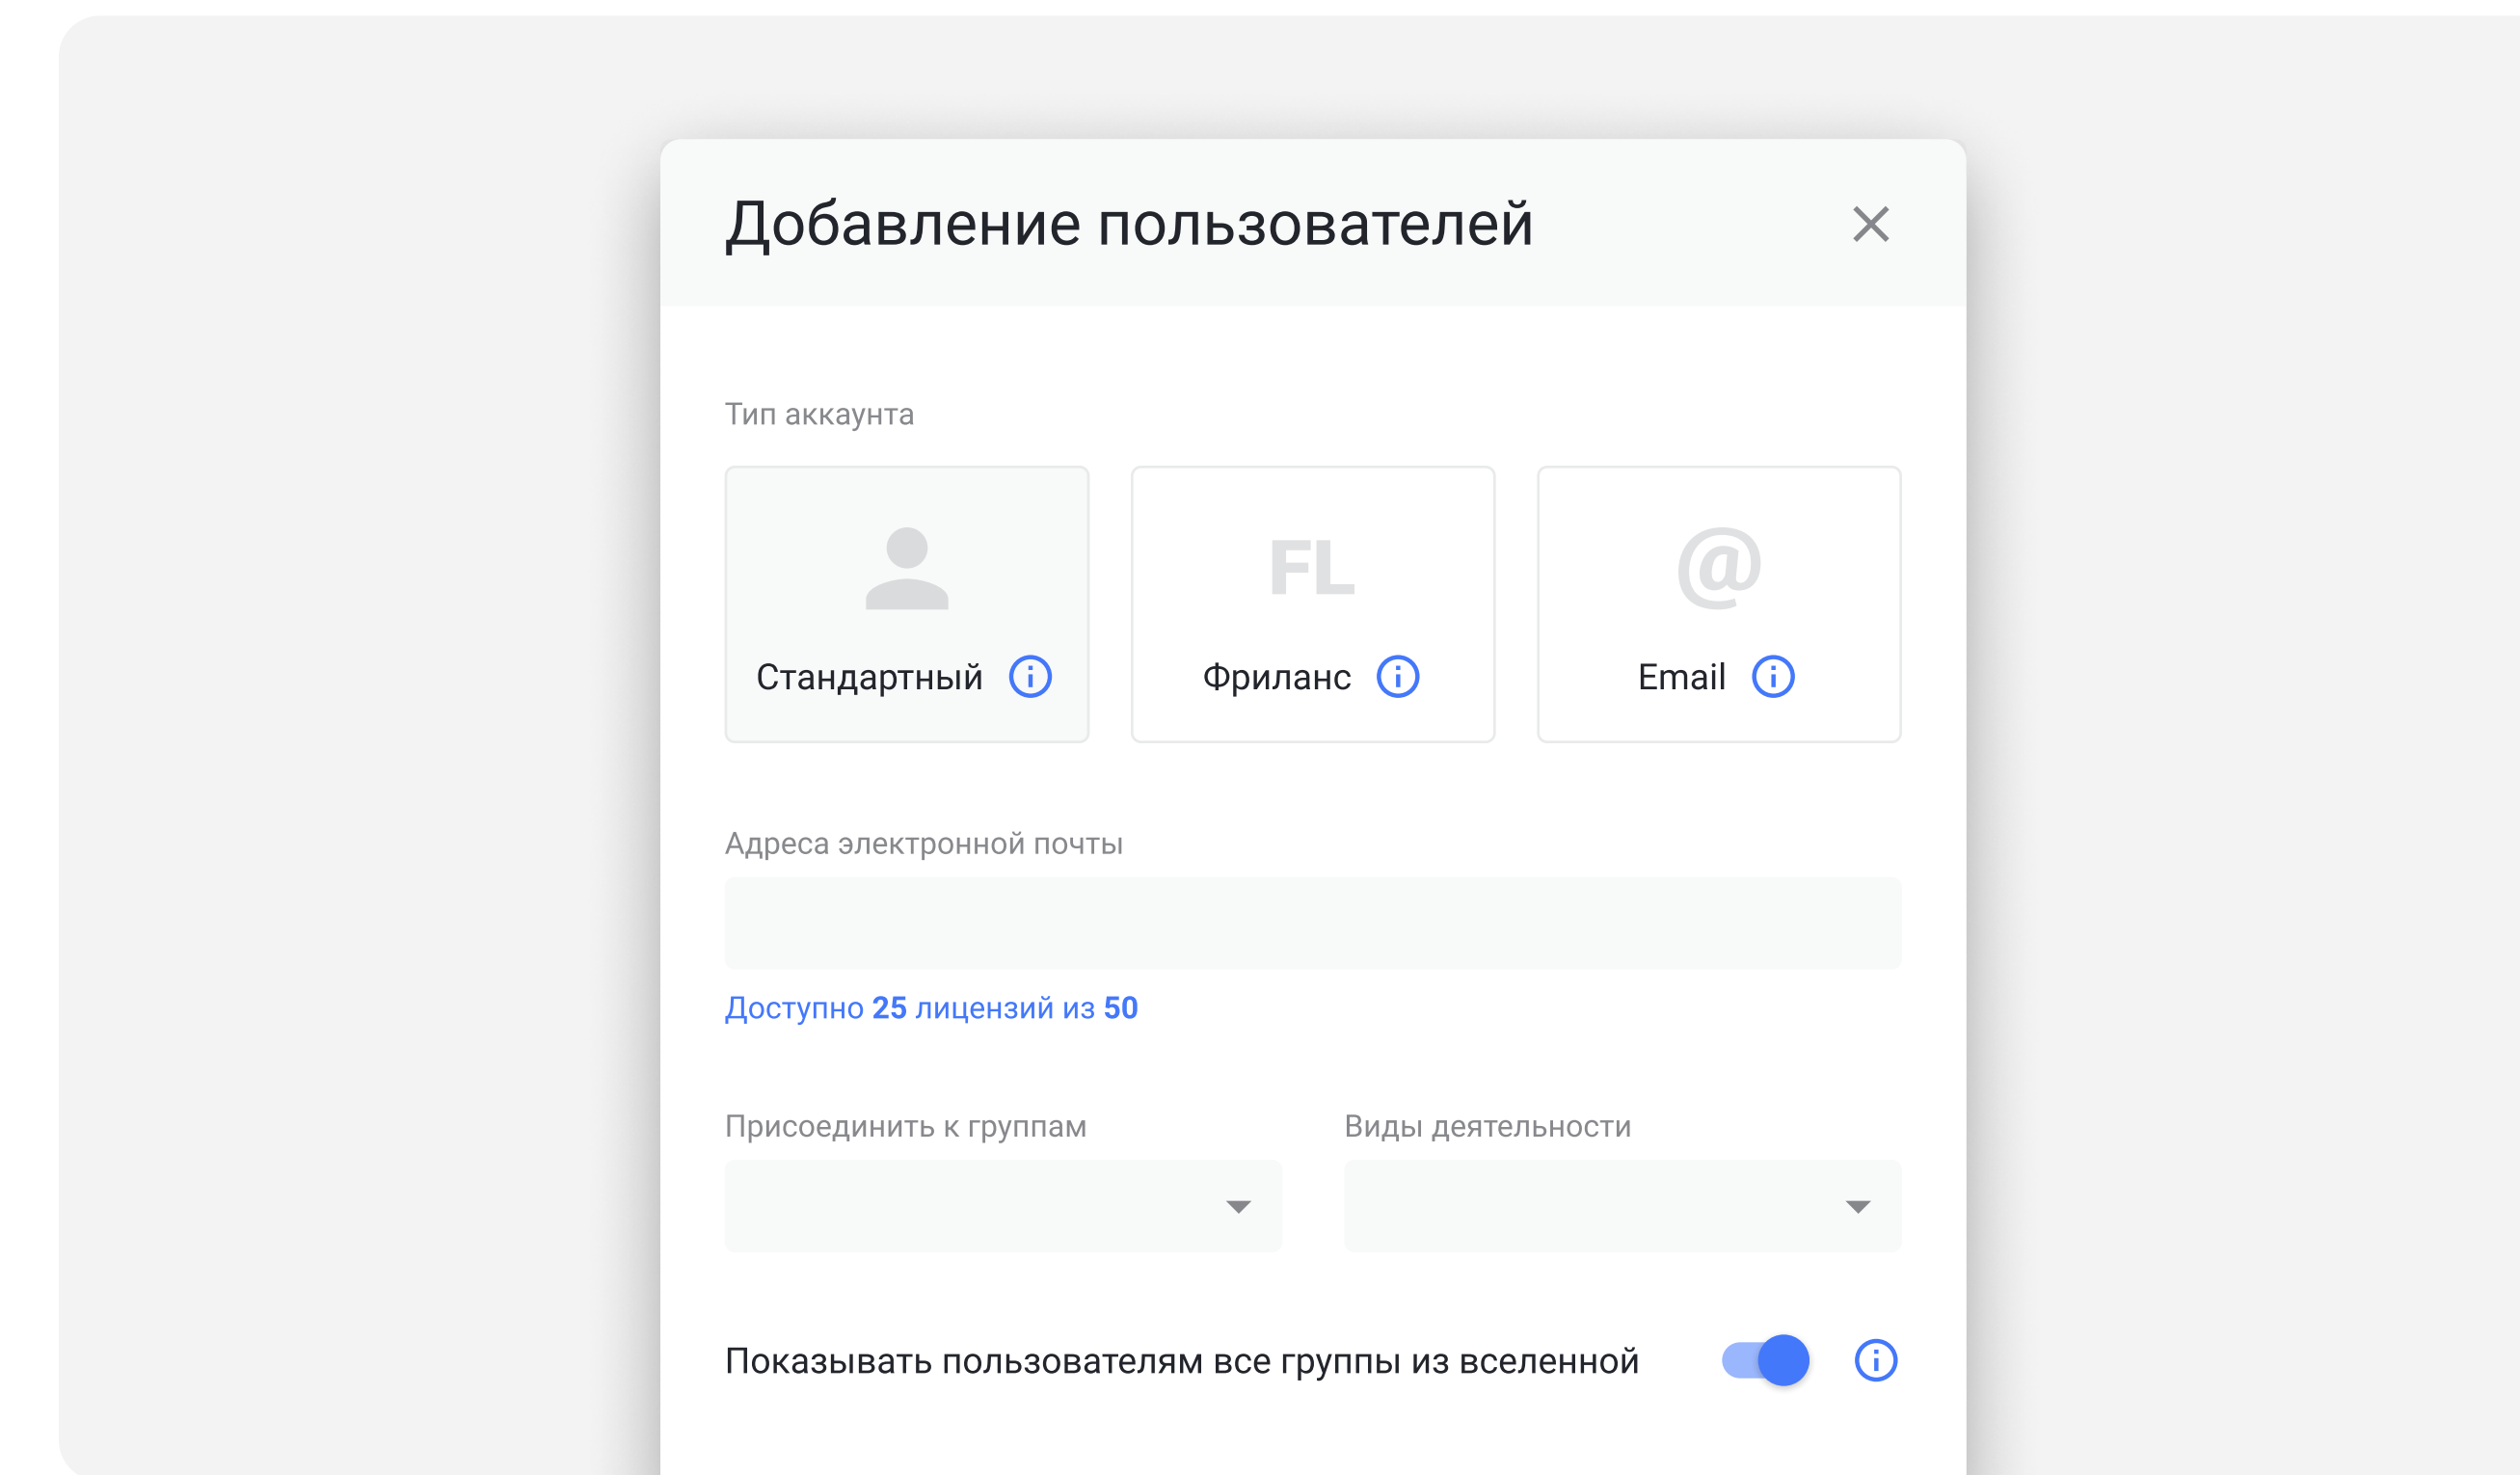 Добавление пользователей
Тип аккаунта
FL @
Стандартный Фриланс Email
Адреса электронной почты
Доступно 25 лицензий из 50
Присоединить к группам Виды деятельности
Показывать пользователям все группы из вселенной